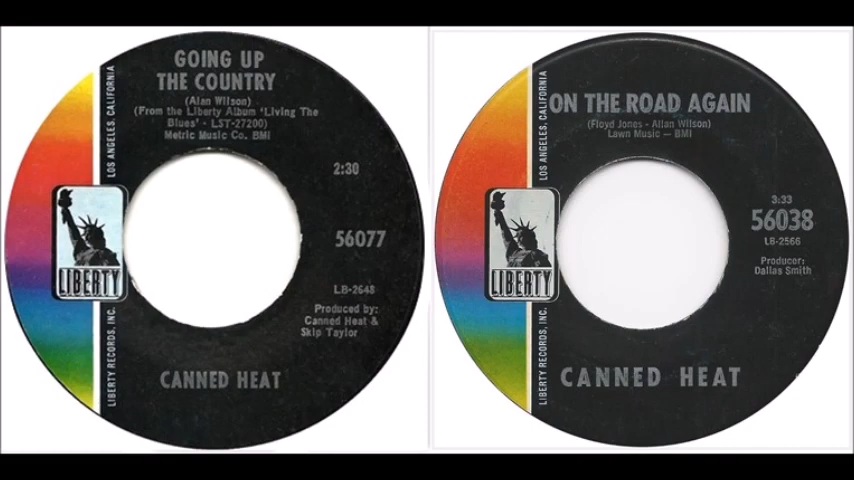 GOING UP
THE COUNTRY
(Alan Wilson)
(From the Liberty Album 'Living The
Blues' - LST-27200)
Metric Music Co. BMI
2:30
56077
LB-2648
Produced by:
Canned Heat &
Skip Taylor
LIBERTY
LIBERTY RECORDS, INC. LOS ANGELES, CALIFORNIA
CANNED HEAT
ON THE ROAD AGAIN
(Floyd Jones - Allan Wilson)
Lawn Music - BMI
3:33
56038
LB-2566
Producer:
Dallas Smith
LIBERTY
LIBERTY RECORDS, INC. LOS ANGELES, CALIFORNIA
CANNED HEAT